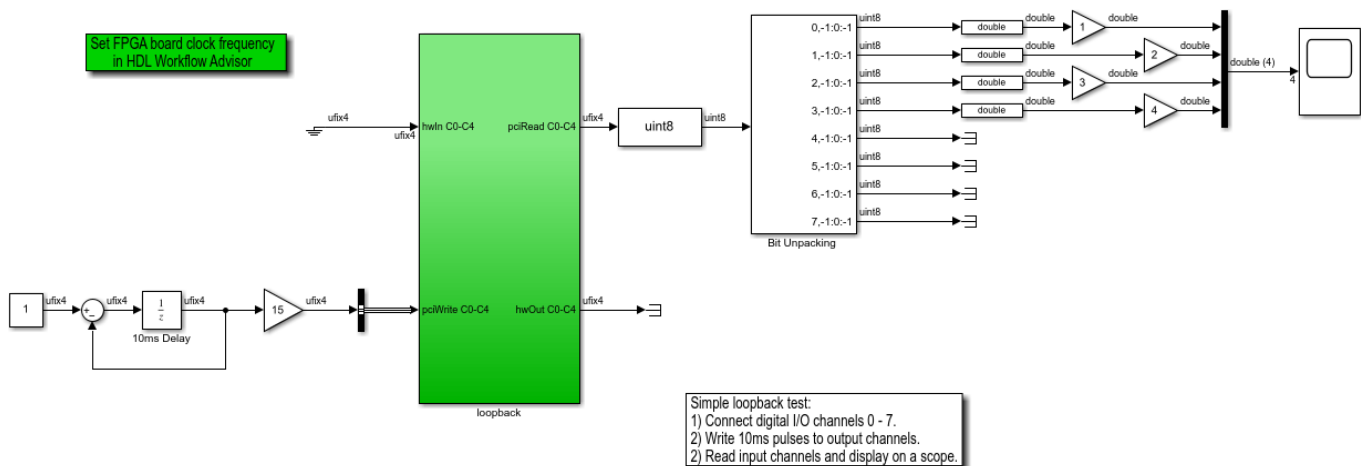 Set FPGA board clock frequency
in HDL Workflow Advisor
ufix4
ufix4
hwIn C0-C4
pciRead C0-C4
ufix4
uint8
uint8
0,-1:0:-1
uint8
double
double
1
double
1,-1:0:-1
uint8
double
double
2
double
2,-1:0:-1
uint8
double
double
3
double
3,-1:0:-1
uint8
double
double
4
double
double (4)
4
4,-1:0:-1
uint8
5,-1:0:-1
uint8
6,-1:0:-1
uint8
7,-1:0:-1
uint8
Bit Unpacking
1
ufix4
+
−
ufix4
1
z
ufix4
10ms Delay
15
ufix4
pciWrite C0-C4
hwOut C0-C4
ufix4
loopback
Simple loopback test:
1) Connect digital I/O channels 0 - 7.
2) Write 10ms pulses to output channels.
2) Read input channels and display on a scope.